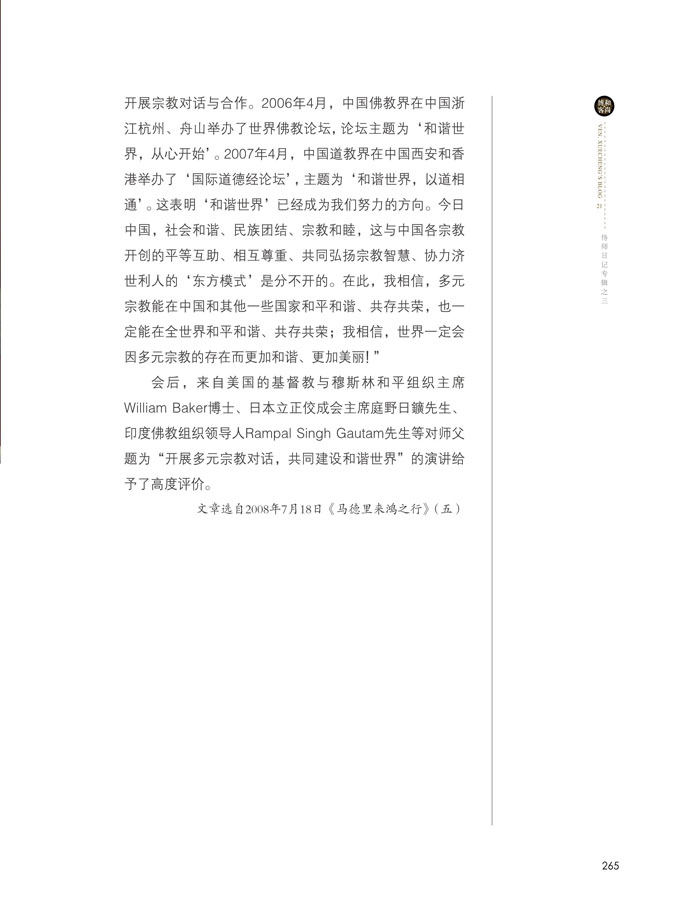 开展宗教对话与合作。2006年4月，中国佛教界在中国浙
江杭州、舟山举办了世界佛教论坛，论坛主题为‘和谐世
界，从心开始’。2007年4月，中国道教界在中国西安和香
港举办了‘国际道德经论坛’，主题为‘和谐世界，以道相
通’。这表明‘和谐世界’已经成为我们努力的方向。今日
中国，社会和谐、民族团结、宗教和睦，这与中国各宗教
开创的平等互助、相互尊重、共同弘扬宗教智慧、协力济
世利人的‘东方模式’是分不开的。在此，我相信，多元
宗教能在中国和其他一些国家和平和谐、共存共荣，也一
定能在全世界和平和谐、共存共荣；我相信，世界一定会
因多元宗教的存在而更加和谐、更加美丽！”
会后，来自美国的基督教与穆斯林和平组织主席
William Baker博士、日本立正佼成会主席庭野日鑛先生、
印度佛教组织领导人Rampal Singh Gautam先生等对师父
题为“开展多元宗教对话，共同建设和谐世界”的演讲给
予了高度评价。
文章选自2008年7月18日《马德里来鸿之行》（五）
和尚博客
VEN. XUECHENG'S BLOG
侍师日记专辑之三
265